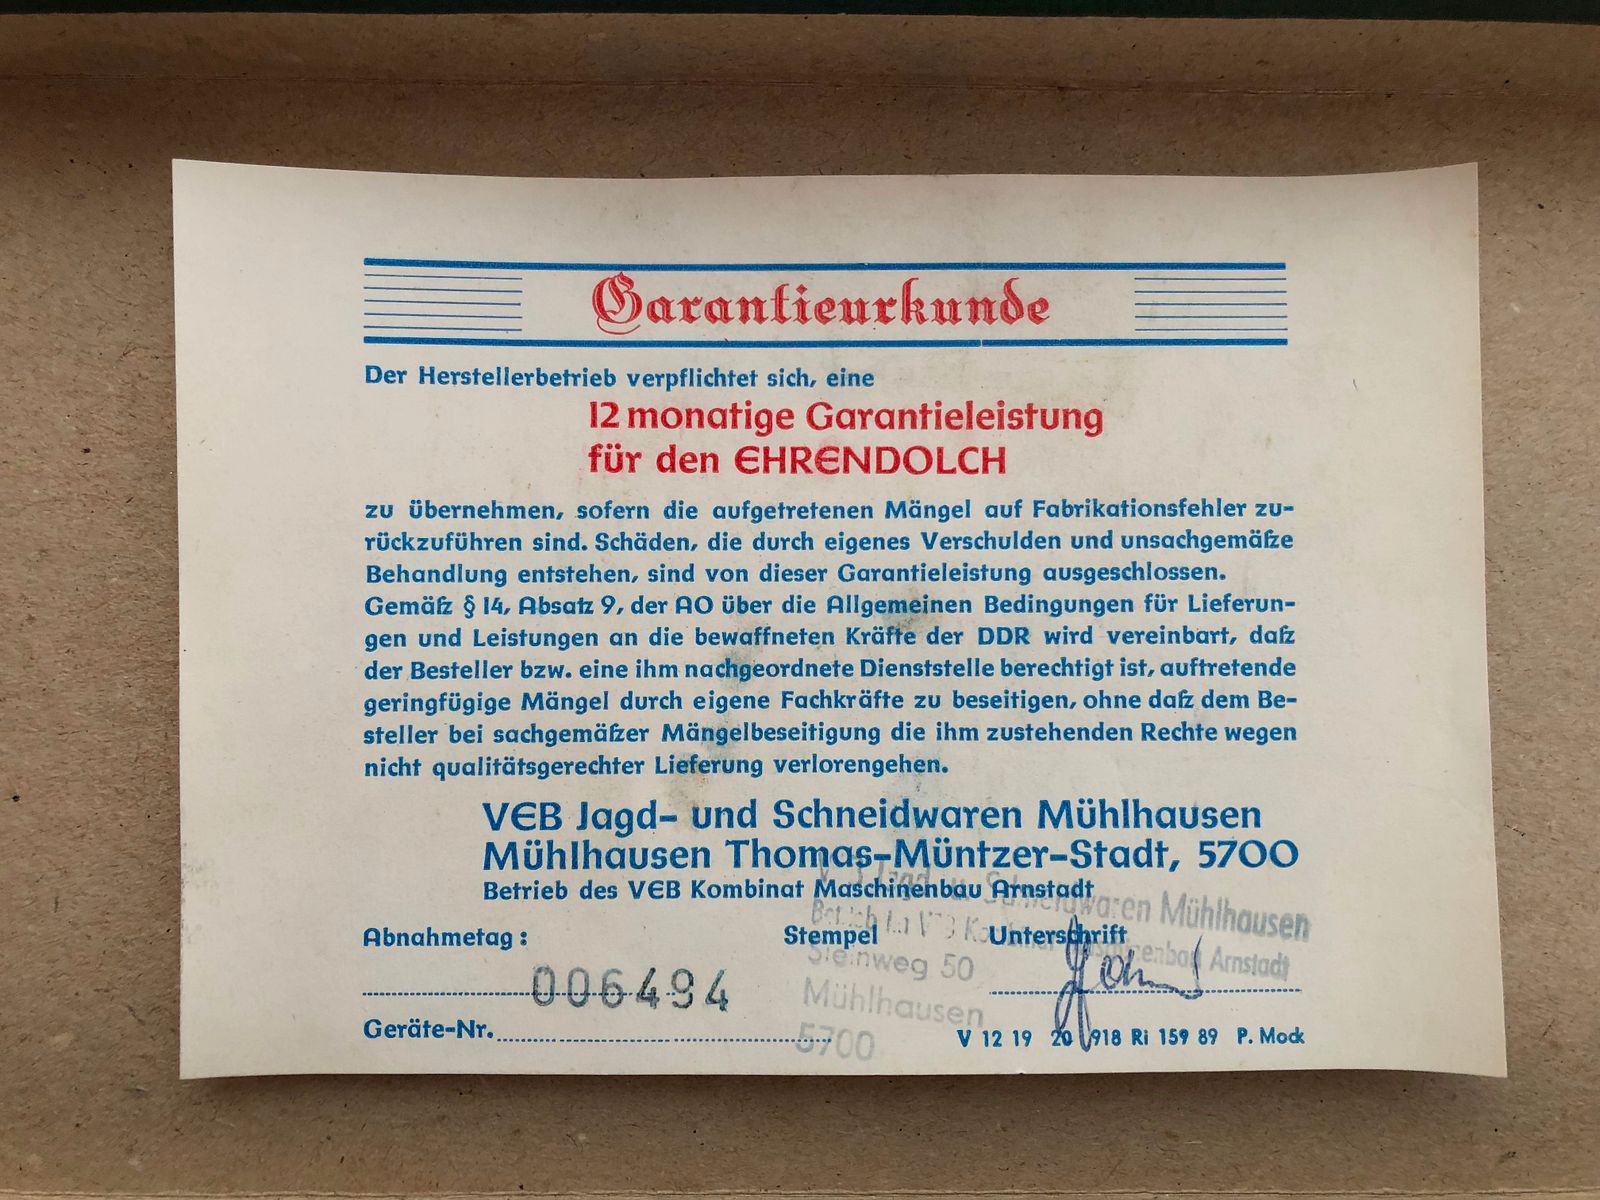 Garantieurkunde
Der Herstellerbetrieb verpflichtet sich, eine
12 monatige Garantieleistung
für den EHRENDOLCH
zu übernehmen, sofern die aufgetretenen Mängel auf Fabrikationsfehler zu-
rückzuführen sind. Schäden, die durch eigenes Verschulden und unsachgemäße
Behandlung entstehen, sind von dieser Garantieleistung ausgeschlossen.
Gemäß § 14, Absatz 9, der AO über die Allgemeinen Bedingungen für Lieferun-
gen und Leistungen an die bewaffneten Kräfte der DDR wird vereinbart, daß
der Besteller bzw. eine ihm nachgeordnete Dienststelle berechtigt ist, auftretende
geringfügige Mängel durch eigene Fachkräfte zu beseitigen, ohne daß dem Be-
steller bei sachgemäßer Mängelbeseitigung die ihm zustehenden Rechte wegen
nicht qualitätsgerechter Lieferung verlorengehen.
VEB Jagd- und Schneidwaren Mühlhausen
Mühlhausen Thomas-Müntzer-Stadt, 5700
Betrieb des VEB Kombinat Maschinenbau Arnstadt
Schneidwaren Mühlhausen
Arnstadt
Steinweg 50
Mühlhausen
5700
Abnahmetag: Stempel Unterschrift
006494
Geräte-Nr.
V 12 19 20 918 Ri 159 89 P. Mock